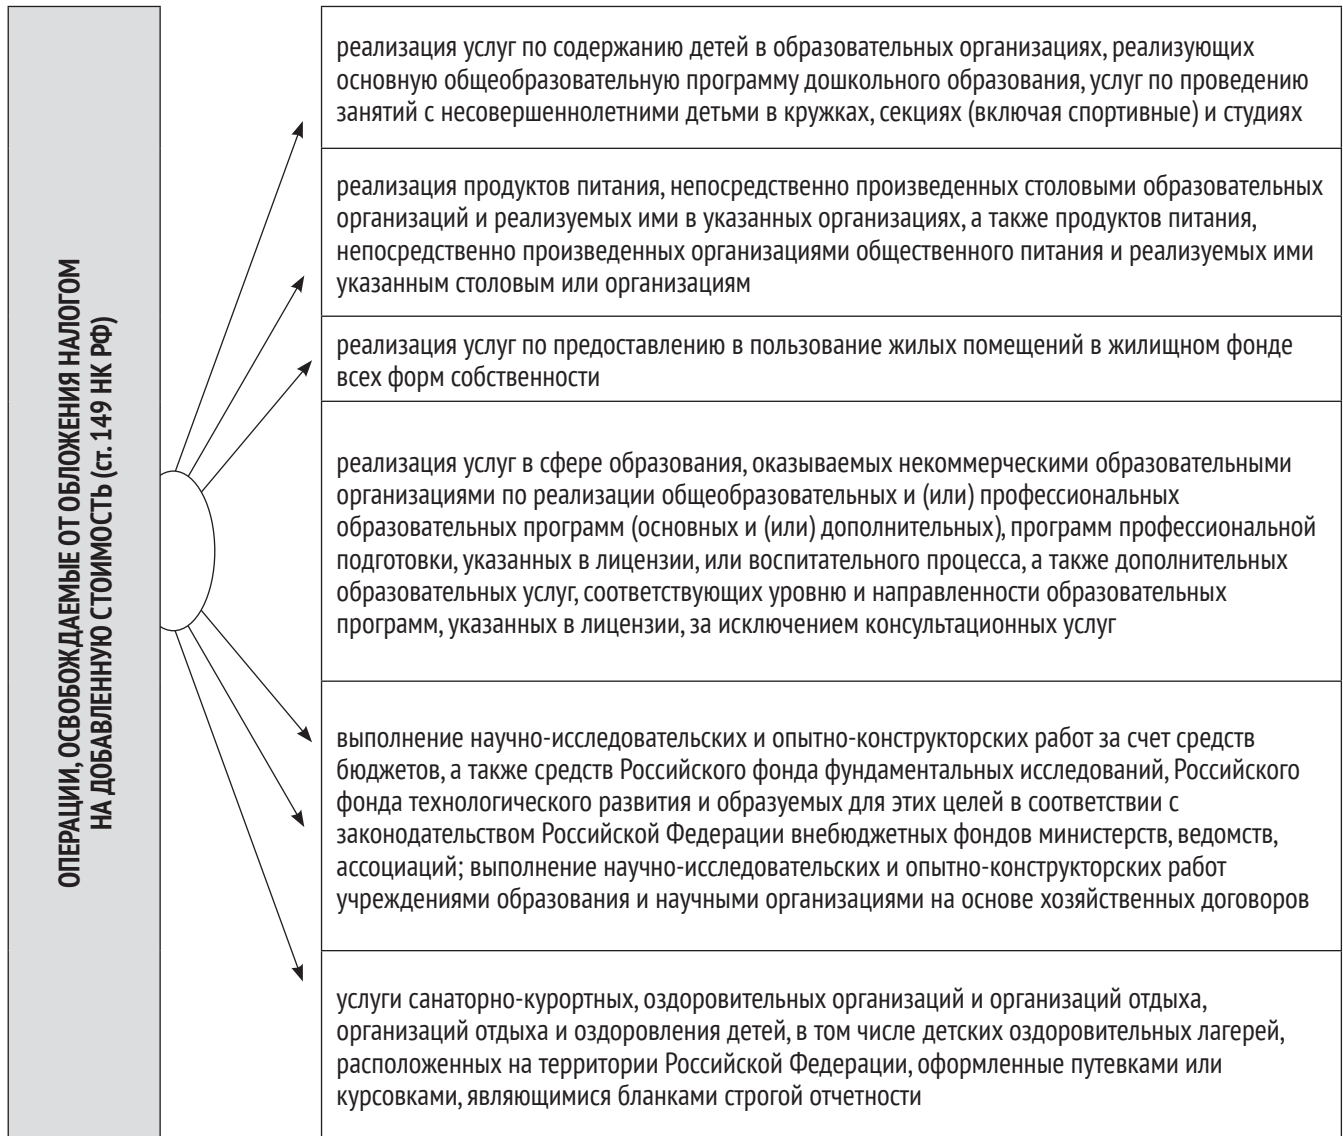 ОПЕРАЦИИ, ОСВОБОЖДАЕМЫЕ ОТ ОБЛОЖЕНИЯ НАЛОГОМ
НА ДОБАВЛЕННУЮ СТОИМОСТЬ (ст. 149 НК РФ)
реализация услуг по содержанию детей в образовательных организациях, реализующих
основную общеобразовательную программу дошкольного образования, услуг по проведению
занятий с несовершеннолетними детьми в кружках, секциях (включая спортивные) и студиях
реализация продуктов питания, непосредственно произведенных столовыми образовательных
организаций и реализуемых ими в указанных организациях, а также продуктов питания,
непосредственно произведенных организациями общественного питания и реализуемых ими
указанным столовым или организациям
реализация услуг по предоставлению в пользование жилых помещений в жилищном фонде
всех форм собственности
реализация услуг в сфере образования, оказываемых некоммерческими образовательными
организациями по реализации общеобразовательных и (или) профессиональных
образовательных программ (основных и (или) дополнительных), программ профессиональной
подготовки, указанных в лицензии, или воспитательного процесса, а также дополнительных
образовательных услуг, соответствующих уровню и направленности образовательных
программ, указанных в лицензии, за исключением консультационных услуг
выполнение научно-исследовательских и опытно-конструкторских работ за счет средств
бюджетов, а также средств Российского фонда фундаментальных исследований, Российского
фонда технологического развития и образуемых для этих целей в соответствии с
законодательством Российской Федерации внебюджетных фондов министерств, ведомств,
ассоциаций; выполнение научно-исследовательских и опытно-конструкторских работ
учреждениями образования и научными организациями на основе хозяйственных договоров
услуги санаторно-курортных, оздоровительных организаций и организаций отдыха,
организаций отдыха и оздоровления детей, в том числе детских оздоровительных лагерей,
расположенных на территории Российской Федерации, оформленные путевками или
курсовками, являющимися бланками строгой отчетности